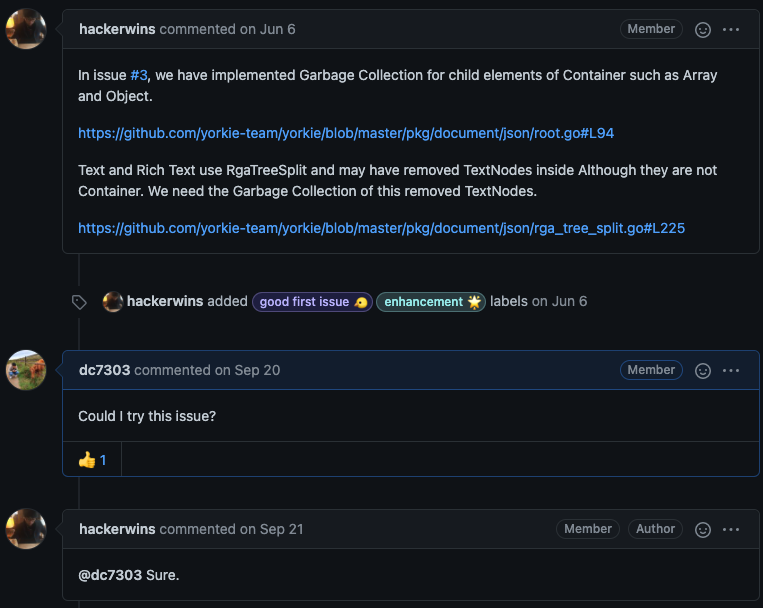 hackerwins commented on Jun 6 Member
In issue #3, we have implemented Garbage Collection for child elements of Container such as Array
and Object.
https://github.com/yorkie-team/yorkie/blob/master/pkg/document/json/root.go#L94
Text and Rich Text use RgaTreeSplit and may have removed TextNodes inside Although they are not
Container. We need the Garbage Collection of this removed TextNodes.
https://github.com/yorkie-team/yorkie/blob/master/pkg/document/json/rga_tree_split.go#L225
hackerwins added good first issue 🐤 enhancement 🌟 labels on Jun 6
dc7303 commented on Sep 20 Member
Could I try this issue?
👍 1
hackerwins commented on Sep 21 Member Author
@dc7303 Sure.